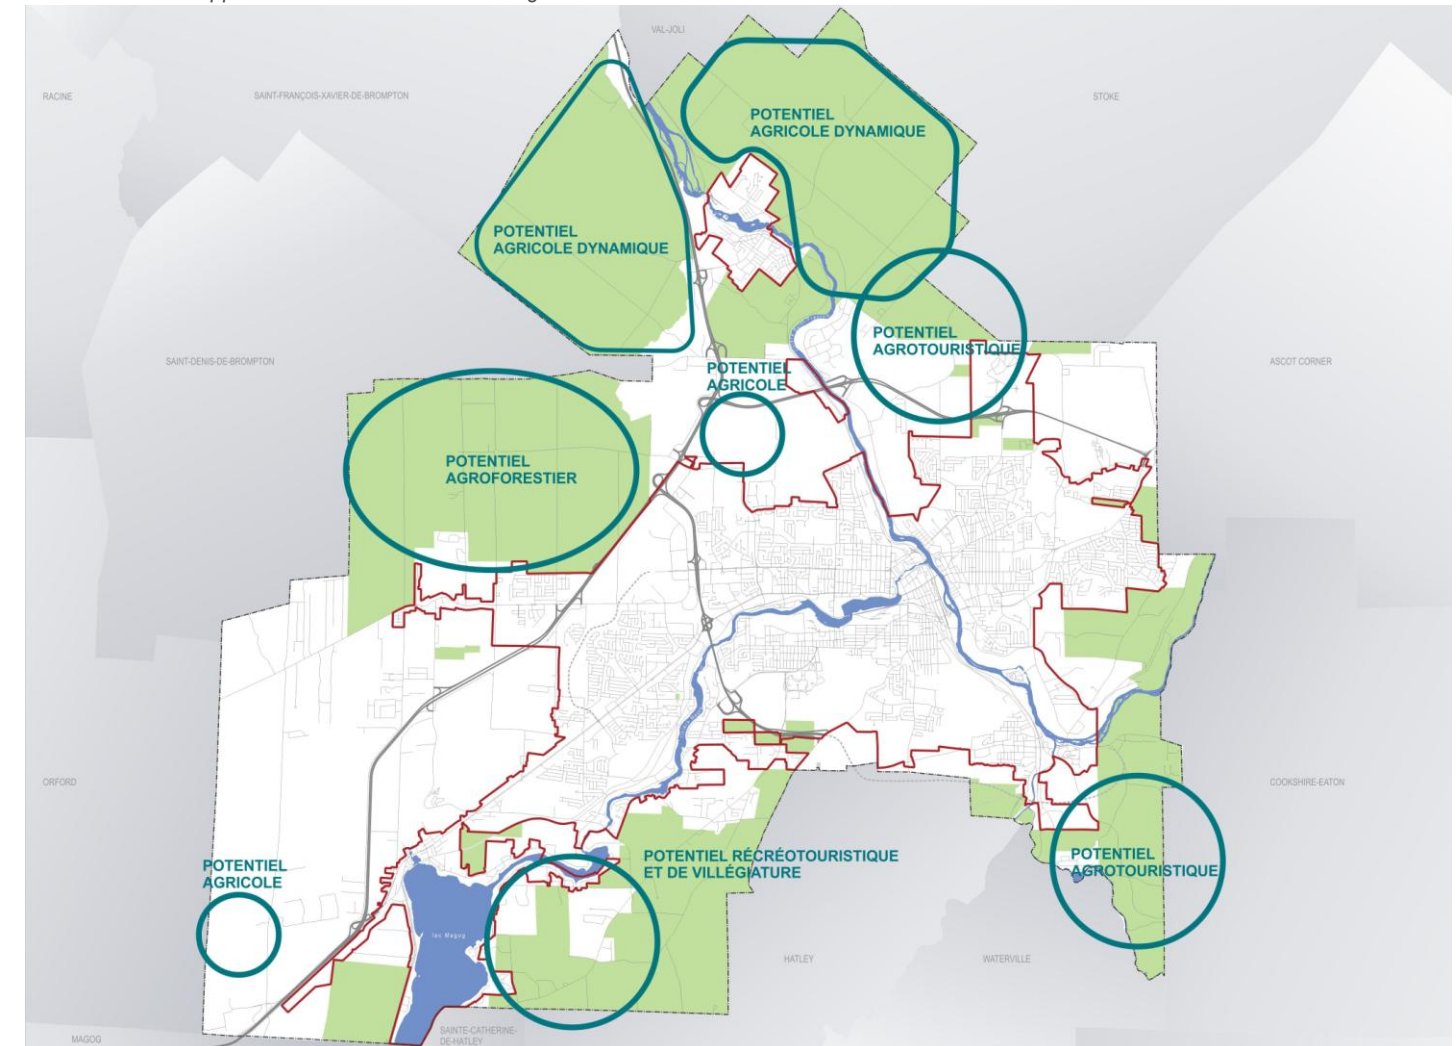 VAL-JOLI
RACINE
SAINT-FRANÇOIS-XAVIER-DE-BROMPTON
STOKE
POTENTIEL
AGRICOLE DYNAMIQUE
POTENTIEL
AGRICOLE DYNAMIQUE
POTENTIEL
AGROTOURISTIQUE
SAINT-DENIS-DE-BROMPTON
ASCOT CORNER
POTENTIEL
AGRICOLE
POTENTIEL
AGROFORESTIER
ORFORD
COOKSHIRE-EATON
POTENTIEL
AGRICOLE
POTENTIEL RÉCRÉOTOURISTIQUE
ET DE VILLÉGIATURE
POTENTIEL
AGROTOURISTIQUE
lac Magog
HATLEY
WATERVILLE
SAINTE-CATHERINE-
DE-HATLEY
MAGOG